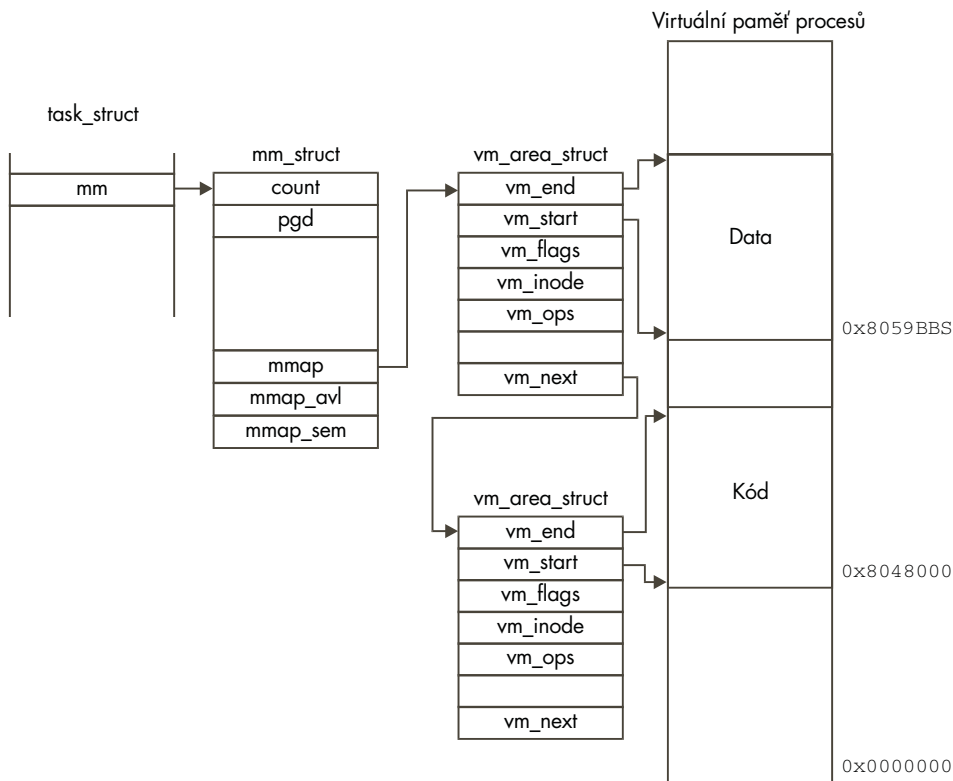 Virtuální paměť procesů
task_struct
mm
mm_struct
count
pgd
mmap
mmap_avl
mmap_sem
vm_area_struct
vm_end
vm_start
vm_flags
vm_inode
vm_ops
vm_next
vm_area_struct
vm_end
vm_start
vm_flags
vm_inode
vm_ops
vm_next
Data
0x8059BBS
Kód
0x8048000
0x0000000